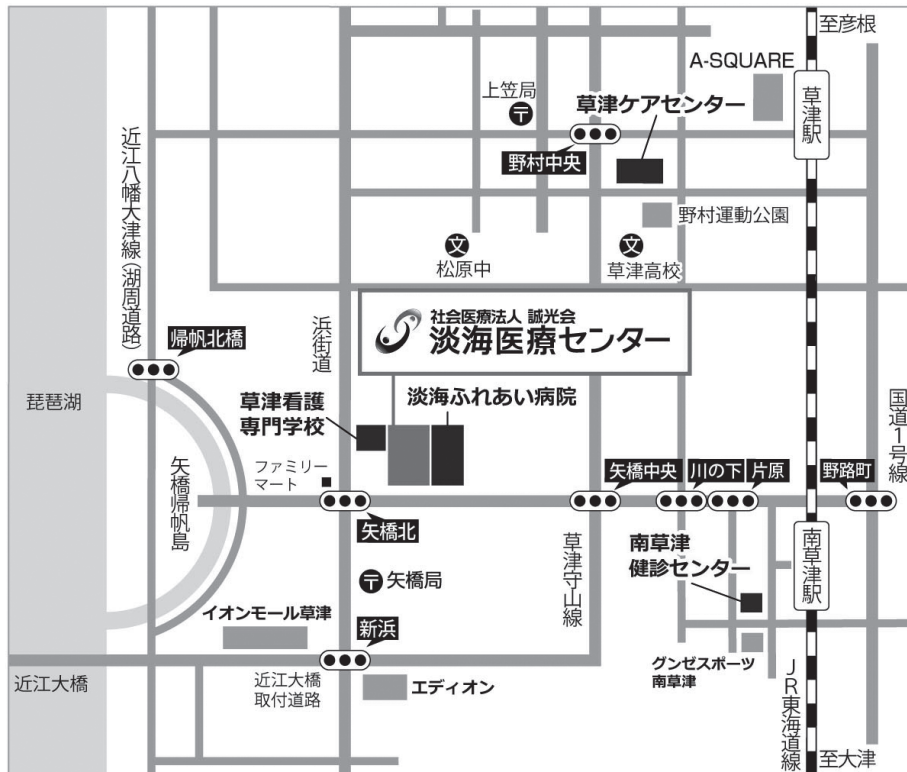 至彦根
A-SQUARE
草津駅
上笠局
草津ケアセンター
野村中央
近江八幡大津線(湖周道路)
野村運動公園
文
松原中
文
草津高校
社会医療法人 誠光会
淡海医療センター
帰帆北橋
浜街道
琵琶湖
草津看護
専門学校
淡海ふれあい病院
国道1号線
ファミリー
マート
矢橋帰帆島
矢橋中央
川の下
片原
野路町
矢橋北
草津守山線
南草津
健診センター
南草津駅
〒
矢橋局
イオンモール草津
新浜
グンゼスポーツ
南草津
近江大橋
近江大橋
取付道路
エディオン
JR東海道線
至大津